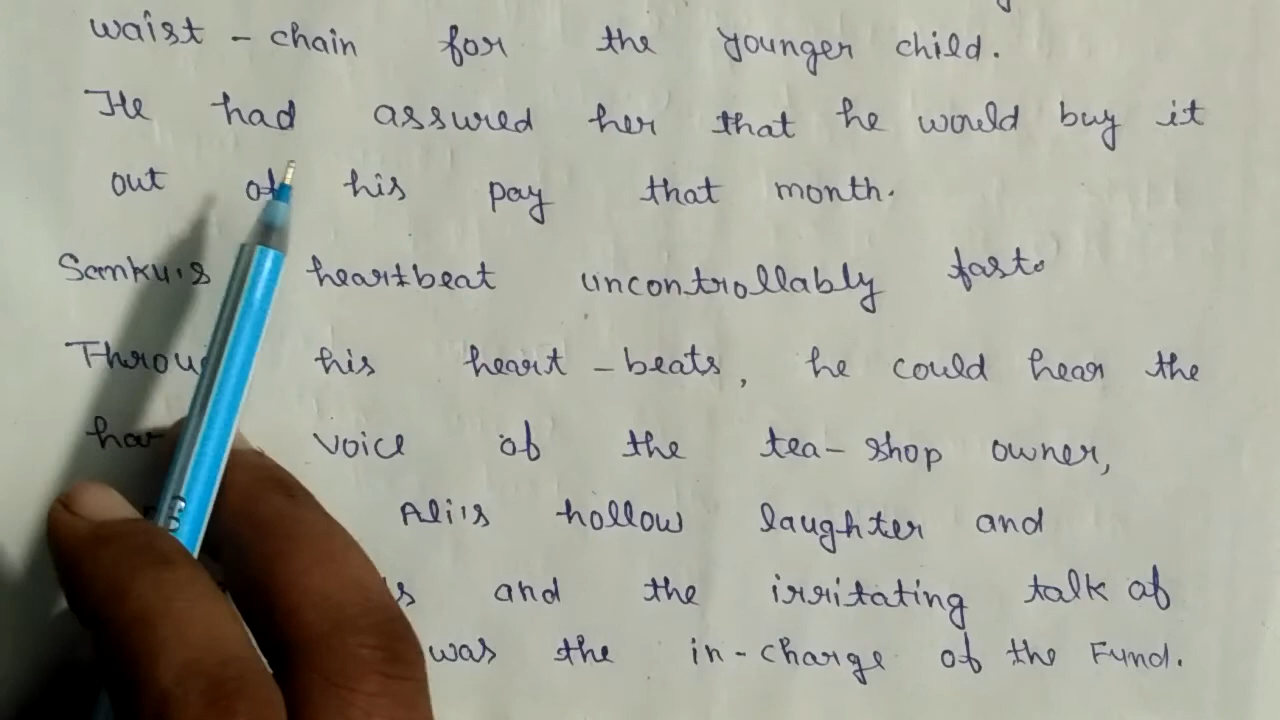 waist - chain for the younger child.
He had assured her that he would buy it
out of his pay that month.
Samku's heartbeat uncontrollably fast.
his heart - beats, he could hear the
voice of the tea - shop owner,
Ali's hollow laughter and
and the irritating talk of
was the in-charge of the Fund.